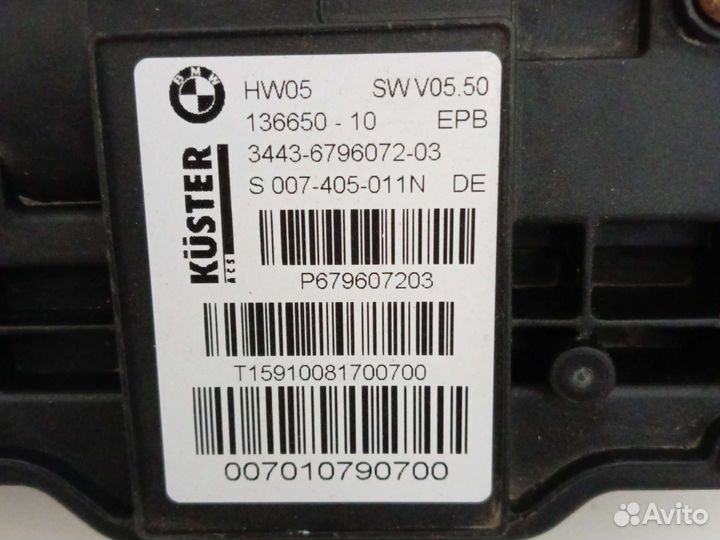 BMW
HW05 SW V05.50
136650 - 10 EPB
3443-6796072-03
S 007-405-011N DE
KÜSTER
ACS
P679607203
T15910081700700
007010790700
Avito